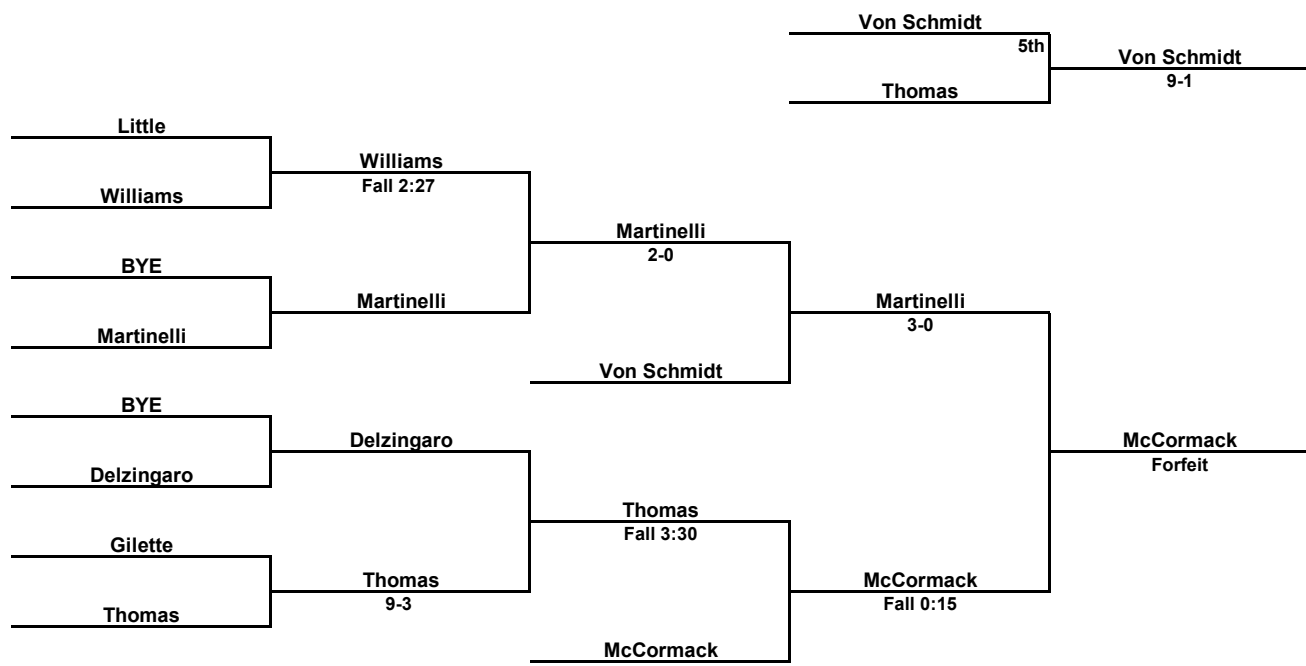 Von Schmidt
5th
Von Schmidt
9-1
Thomas
Little
Williams
Fall 2:27
Williams
Martinelli
2-0
BYE
Martinelli
Martinelli
3-0
Martinelli
Von Schmidt
BYE
Delzingaro
McCormack
Forfeit
Delzingaro
Thomas
Fall 3:30
Gilette
Thomas
9-3
McCormack
Fall 0:15
Thomas
McCormack